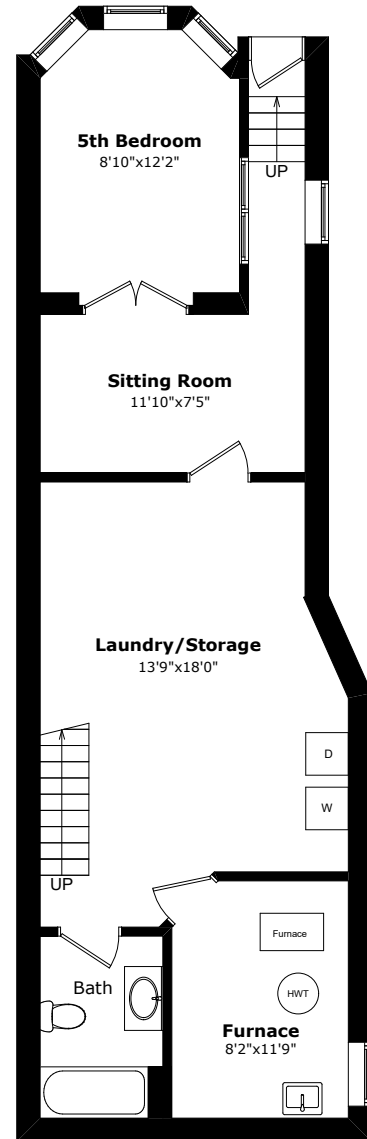 5th Bedroom
8'10"x12'2"
UP
Sitting Room
11'10"x7'5"
Laundry/Storage
13'9"x18'0"
D
W
UP
Furnace
Bath
HWT
Furnace
8'2"x11'9"